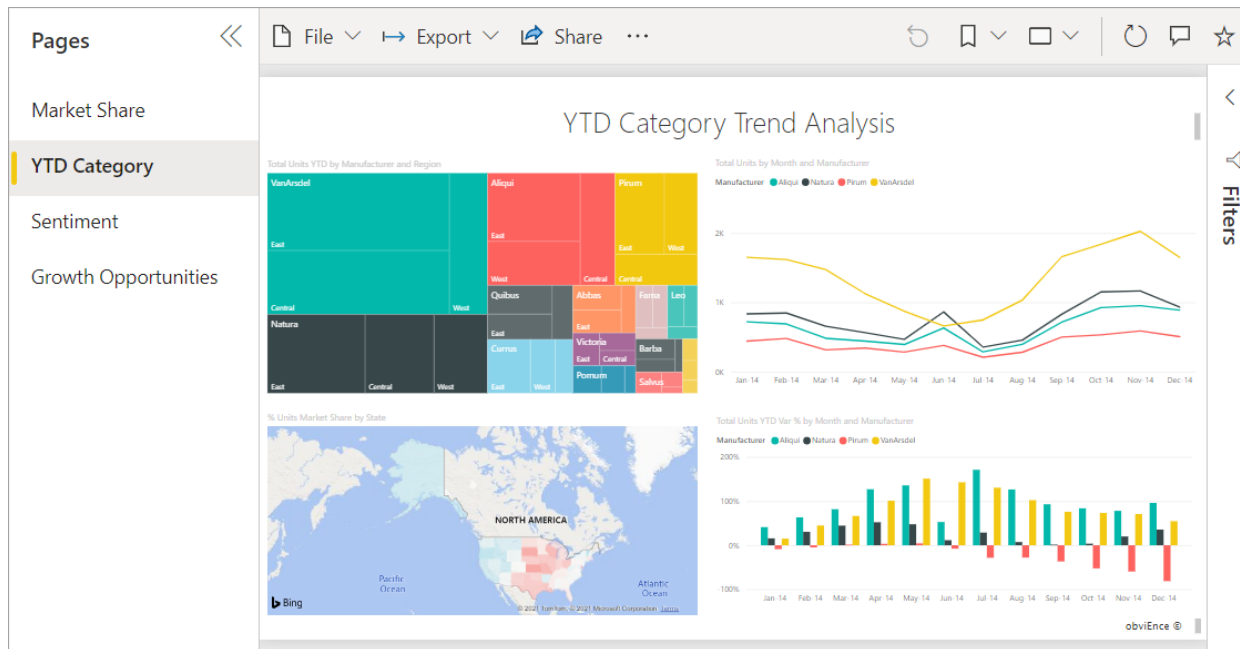 Pages
Market Share
YTD Category
Sentiment
Growth Opportunities
File Export Share ...
Filters
YTD Category Trend Analysis
Total Units YTD by Manufacturer and Region
VanArsdel
East
Central
West
Natura
East
Central
West
Aliqui
East
West
Central
Pirum
East
West
Central
Quibus
East
Currus
East
West
Abbas
East
Victoria
East
Central
Pomum
Fama
Leo
Barba
Salvus
Total Units by Month and Manufacturer
Manufacturer Aliqui Natura Pirum VanArsdel
2K
1K
0K
Jan-14 Feb-14 Mar-14 Apr-14 May-14 Jun-14 Jul-14 Aug-14 Sep-14 Oct-14 Nov-14 Dec-14
% Units Market Share by State
NORTH AMERICA
Pacific
Ocean
Atlantic
Ocean
Bing
© 2021 TomTom, © 2021 Microsoft Corporation Terms
Total Units YTD Var % by Month and Manufacturer
Manufacturer Aliqui Natura Pirum VanArsdel
200%
100%
0%
-100%
Jan-14 Feb-14 Mar-14 Apr-14 May-14 Jun-14 Jul-14 Aug-14 Sep-14 Oct-14 Nov-14 Dec-14
obviEnce ©